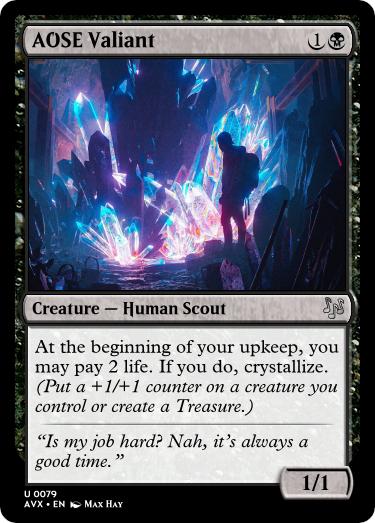 AOSE Valiant 1
Creature — Human Scout
At the beginning of your upkeep, you
may pay 2 life. If you do, crystallize.
(Put a +1/+1 counter on a creature you
control or create a Treasure.)
“Is my job hard? Nah, it’s always a
good time.”
1/1
U 0079
AVX • EN Max Hay